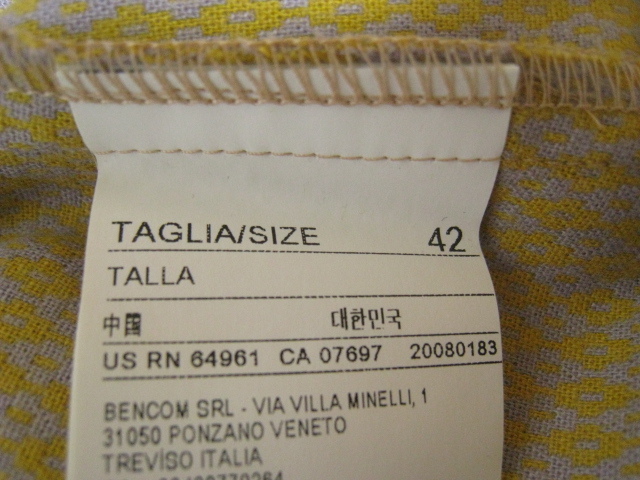 TAGLIA/SIZE 42
TALLA
中国 대한민국
US RN 64961 CA 07697 20080183
BENCOM SRL - VIA VILLA MINELLI, 1
31050 PONZANO VENETO
TREVISO ITALIA